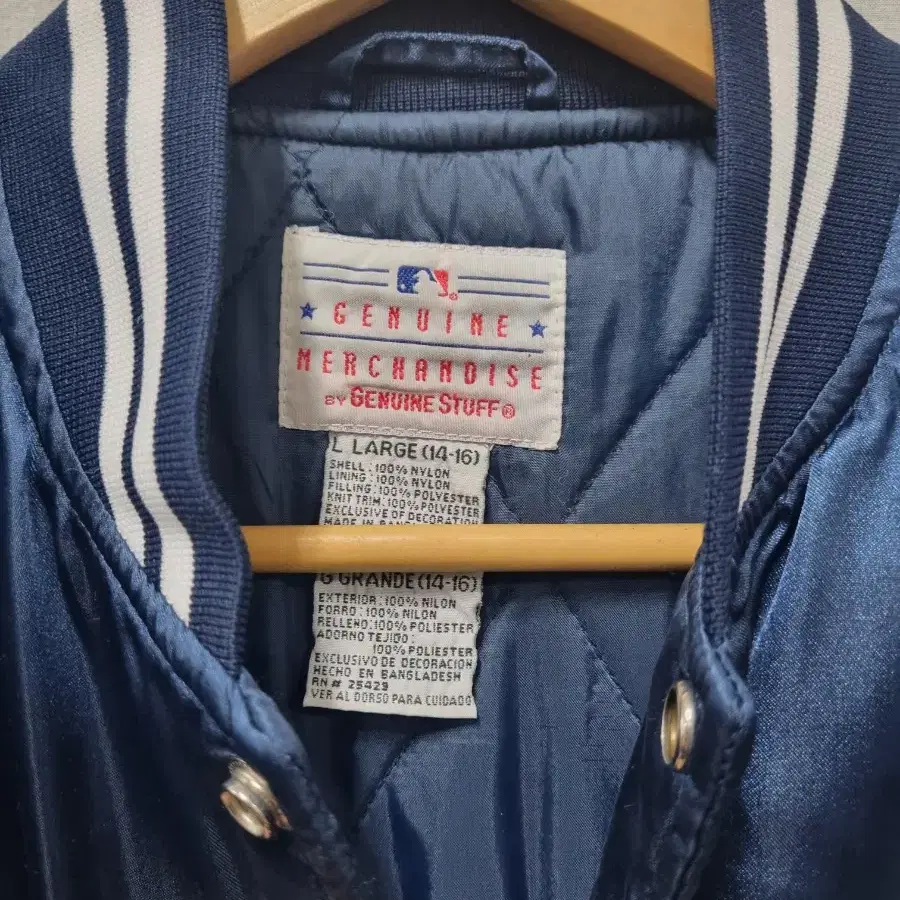 GENUINE
MERCHANDISE
BY GENUINE STUFF®
L LARGE (14-16)
SHELL : 100% NYLON
LINING : 100% NYLON
FILLING : 100% POLYESTER
KNIT TRIM : 100% POLYESTER
EXCLUSIVE OF DECORATION
MADE IN
G GRANDE (14-16)
EXTERIOR : 100% NILON
FORRO : 100% NILON
RELLENO : 100% POLIESTER
ADORNO TEJIDO :
100% POLIESTER
EXCLUSIVO DE DECORACION
HECHO EN BANGLADESH
RN # 25429
VER AL DORSO PARA CUIDADO